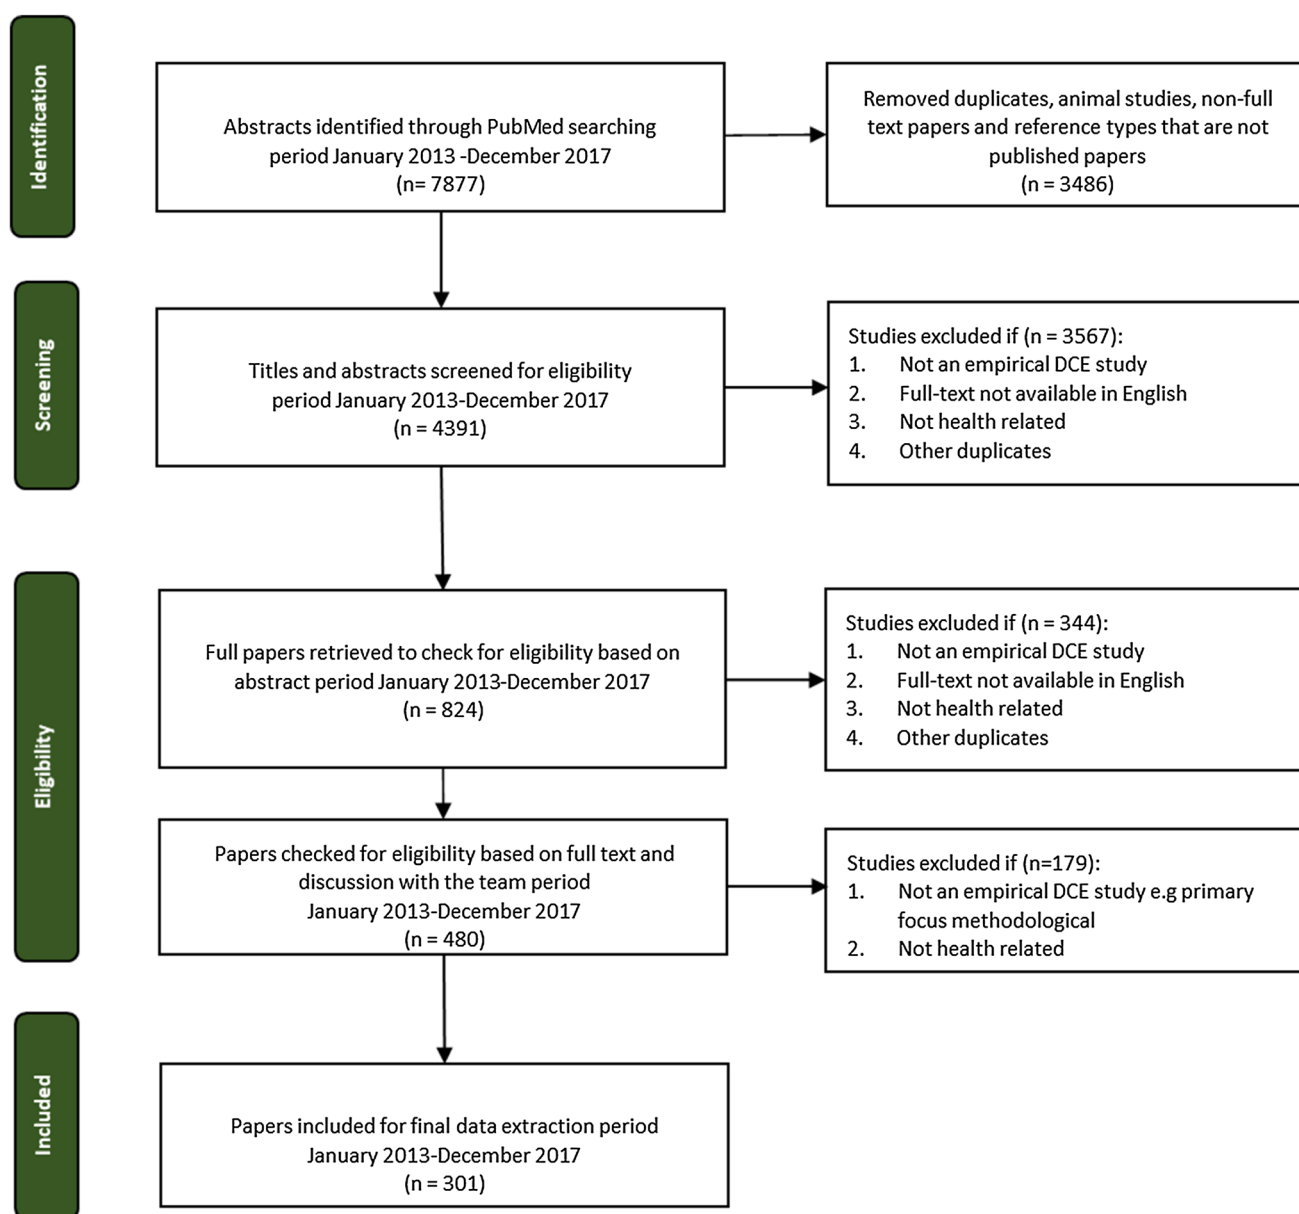 Identification
Abstracts identified through PubMed searching
period January 2013 -December 2017
(n= 7877)
Removed duplicates, animal studies, non-full
text papers and reference types that are not
published papers
(n = 3486)
Screening
Titles and abstracts screened for eligibility
period January 2013-December 2017
(n = 4391)
Studies excluded if (n = 3567):
1. Not an empirical DCE study
2. Full-text not available in English
3. Not health related
4. Other duplicates
Eligibility
Full papers retrieved to check for eligibility based on
abstract period January 2013-December 2017
(n = 824)
Studies excluded if (n = 344):
1. Not an empirical DCE study
2. Full-text not available in English
3. Not health related
4. Other duplicates
Papers checked for eligibility based on full text and
discussion with the team period
January 2013-December 2017
(n = 480)
Studies excluded if (n=179):
1. Not an empirical DCE study e.g primary
focus methodological
2. Not health related
Included
Papers included for final data extraction period
January 2013-December 2017
(n = 301)